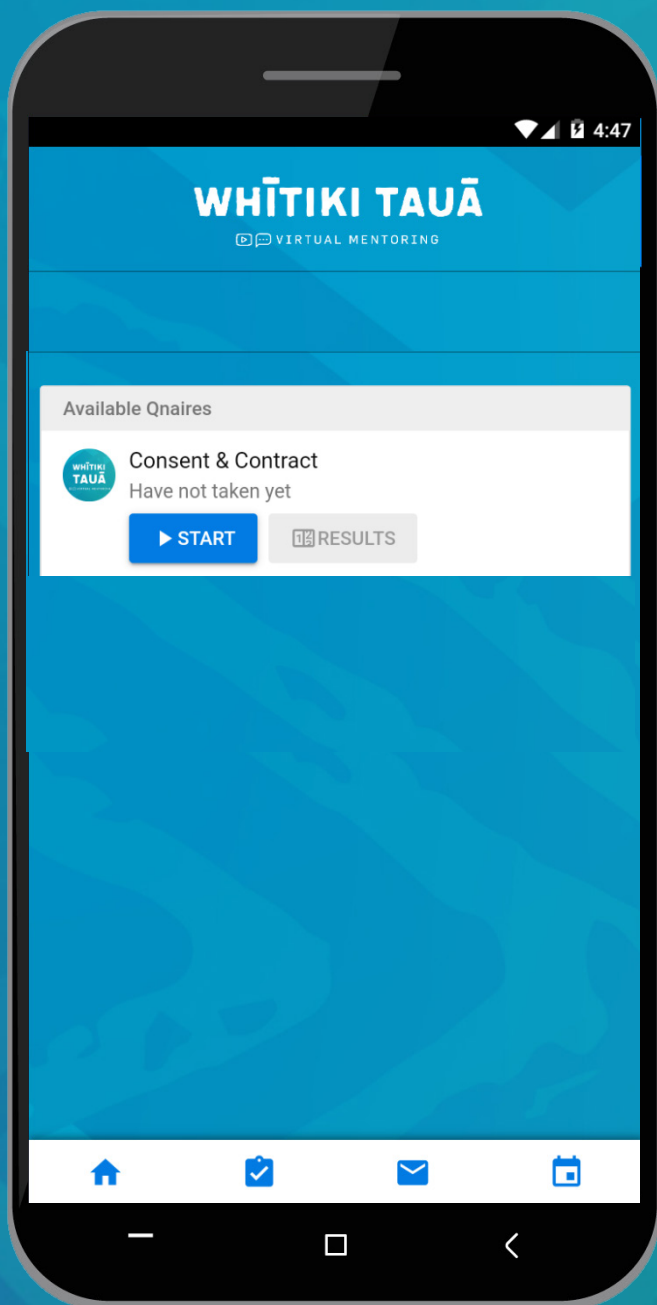 4:47
WHĪTIKI TAUĀ
VIRTUAL MENTORING
Available Qnaires
WHĪTIKI
TAUĀ
Consent & Contract
Have not taken yet
START
RESULTS